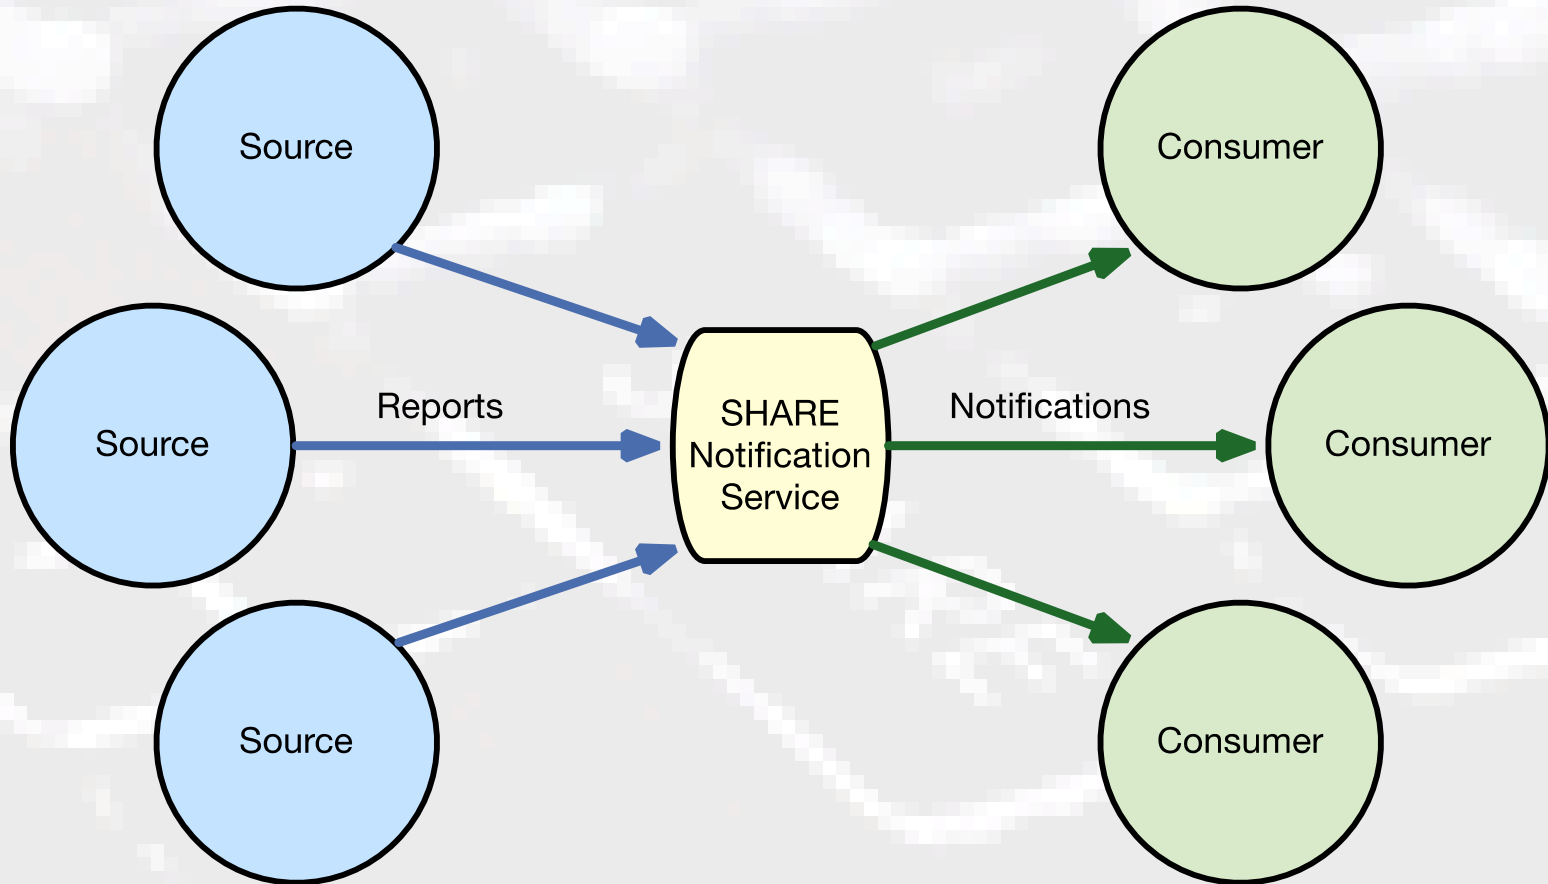 Source
Consumer
Reports
Notifications
Source
SHARE
Notification
Service
Consumer
Source
Consumer